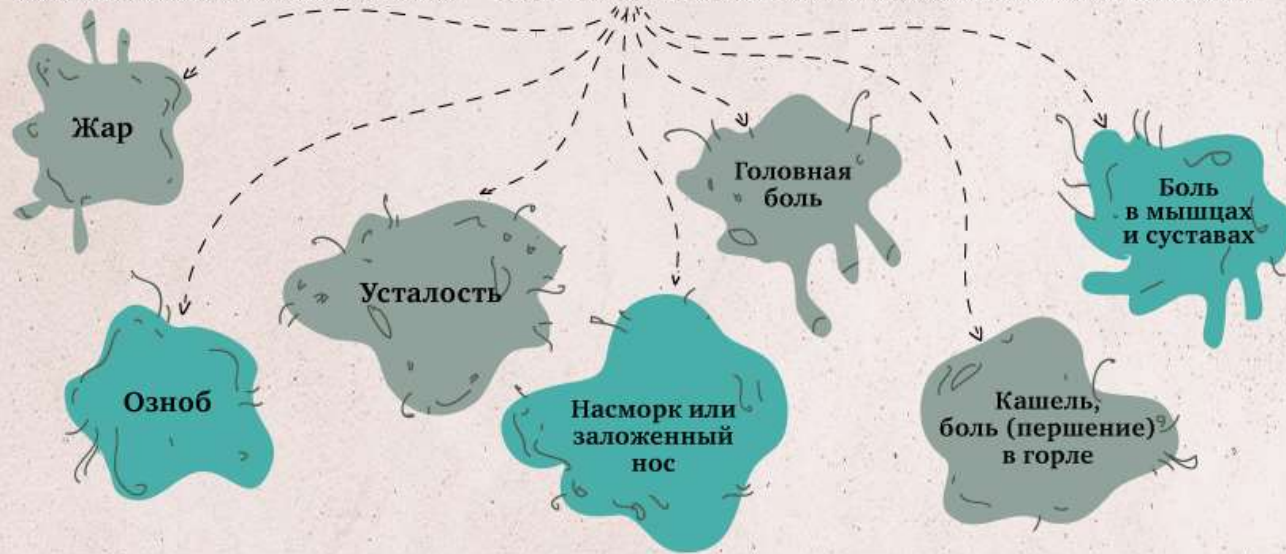 Жар
Головная
боль
Боль
в мышцах
и суставах
Усталость
Озноб
Насморк или
заложенный
нос
Кашель,
боль (першение)
в горле